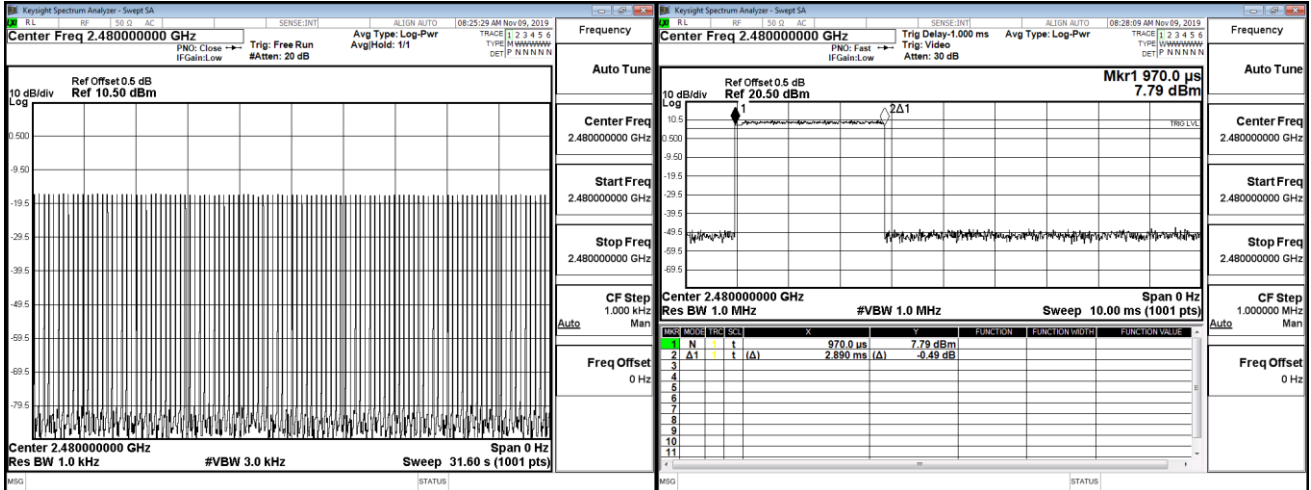 Keysight Spectrum Analyzer - Swept SA
RL RF 50 Ω AC SENSE:INT ALIGN AUTO 08:25:29 AM Nov 09, 2019
Center Freq 2.480000000 GHz
PNO: Close
IFGain:Low
Trig: Free Run
#Atten: 20 dB
Avg Type: Log-Pwr
Avg|Hold: 1/1
TRACE 1 2 3 4 5 6
TYPE M WWWWW
DET P N N N N N
Ref Offset 0.5 dB
10 dB/div Ref 10.50 dBm
Log
0.500
-9.50
-19.5
-29.5
-39.5
-49.5
-59.5
-69.5
-79.5
Center 2.480000000 GHz Span 0 Hz
Res BW 1.0 kHz #VBW 3.0 kHz Sweep 31.60 s (1001 pts)
MSG STATUS
Frequency
Auto Tune
Center Freq
2.480000000 GHz
Start Freq
2.480000000 GHz
Stop Freq
2.480000000 GHz
CF Step
1.000 kHz
Auto Man
Freq Offset
0 Hz
Keysight Spectrum Analyzer - Swept SA
RL RF 50 Ω AC SENSE:INT ALIGN AUTO 08:28:09 AM Nov 09, 2019
Center Freq 2.480000000 GHz
PNO: Fast
IFGain:Low
Trig Delay-1.000 ms
Trig: Video
Atten: 30 dB
Avg Type: Log-Pwr
TRACE 1 2 3 4 5 6
TYPE WWWWWW
DET P N N N N N
Mkr1 970.0 µs
7.79 dBm
Ref Offset 0.5 dB
10 dB/div Ref 20.50 dBm
Log
1
2Δ1
TRIG LVL
10.5
0.500
-9.50
-19.5
-29.5
-39.5
-49.5
-59.5
-69.5
Center 2.480000000 GHz Span 0 Hz
Res BW 1.0 MHz #VBW 1.0 MHz Sweep 10.00 ms (1001 pts)
MKR MODE TRC SCL X Y FUNCTION FUNCTION WIDTH FUNCTION VALUE
1 N 1 t 970.0 µs 7.79 dBm
2 Δ1 1 t (Δ) 2.890 ms (Δ) -0.49 dB
3
4
5
6
7
8
9
10
11
MSG STATUS
Frequency
Auto Tune
Center Freq
2.480000000 GHz
Start Freq
2.480000000 GHz
Stop Freq
2.480000000 GHz
CF Step
1.000000 MHz
Auto Man
Freq Offset
0 Hz